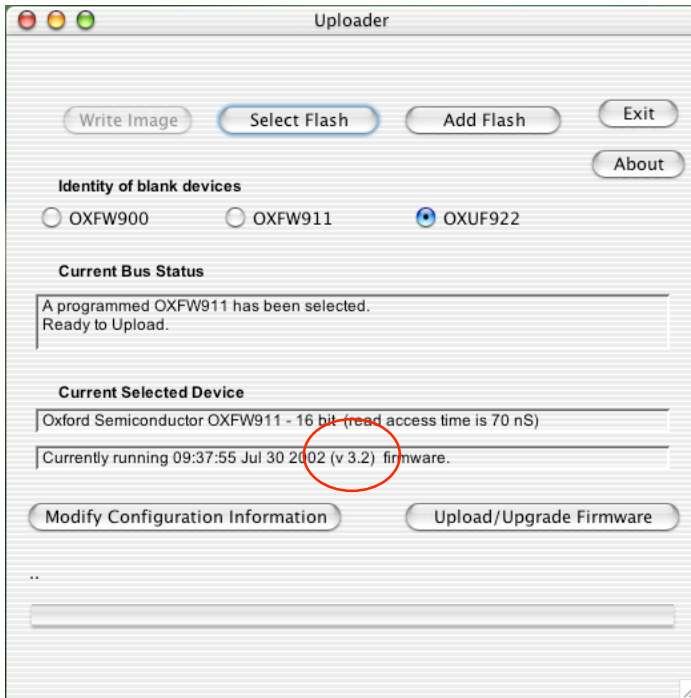 Uploader
Write Image
Select Flash
Add Flash
Exit
About
Identity of blank devices
OXFW900
OXFW911
OXUF922
Current Bus Status
A programmed OXFW911 has been selected.
Ready to Upload.
Current Selected Device
Oxford Semiconductor OXFW911 - 16 bit (read access time is 70 nS)
Currently running 09:37:55 Jul 30 2002 (v 3.2) firmware.
Modify Configuration Information
Upload/Upgrade Firmware
..